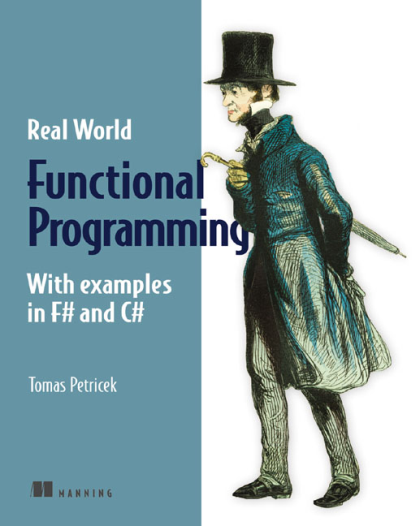 Real World
Functional
Programming
With examples
in F# and C#
Tomas Petricek
MANNING